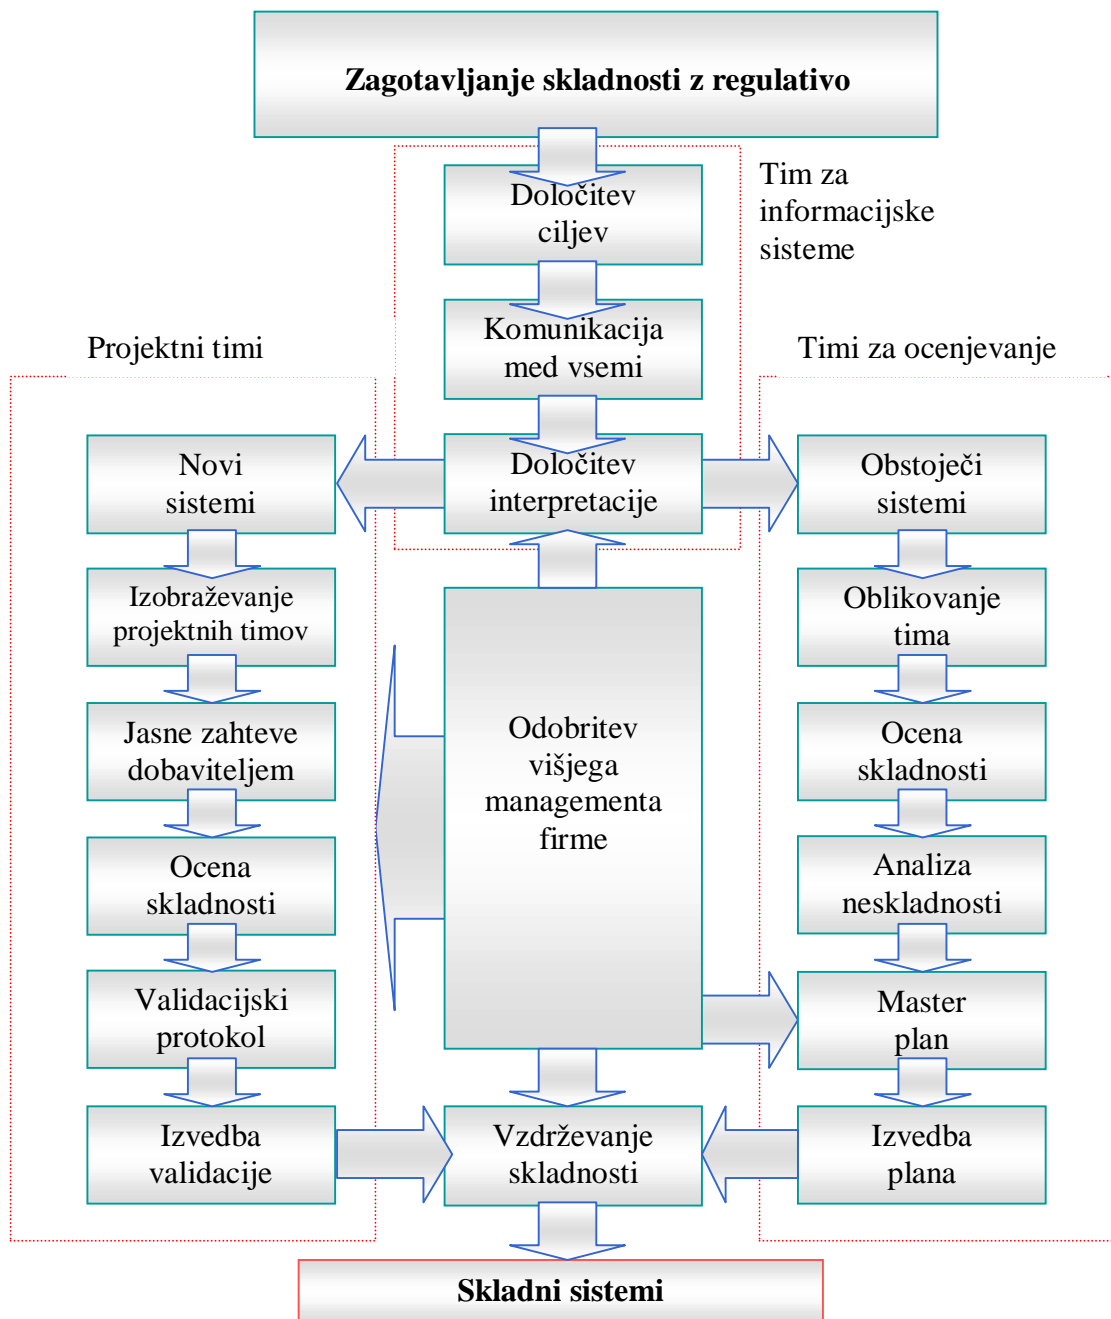 Zagotavljanje skladnosti z regulativo
Tim za
informacijske
sisteme
Določitev
ciljev
Komunikacija
med vsemi
Projektni timi
Timi za ocenjevanje
Določitev
interpretacije
Novi
sistemi
Izobraževanje
projektnih timov
Jasne zahteve
dobaviteljem
Ocena
skladnosti
Validacijski
protokol
Izvedba
validacije
Odobritev
višjega
managementa
firme
Obstoječi
sistemi
Oblikovanje
tima
Ocena
skladnosti
Analiza
neskladnosti
Master
plan
Izvedba
plana
Vzdrževanje
skladnosti
Skladni sistemi